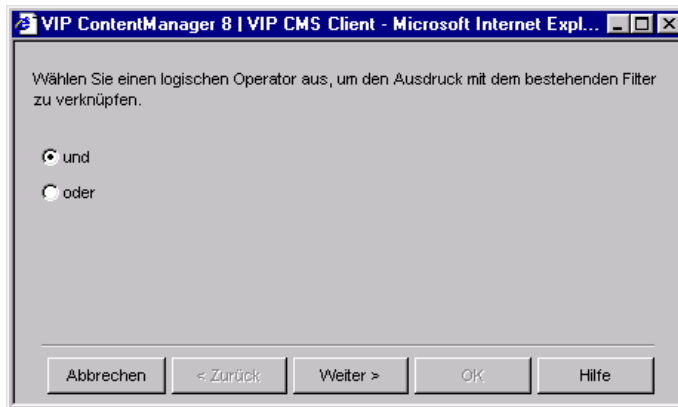 VIP ContentManager 8 | VIP CMS Client - Microsoft Internet Expl...
Wählen Sie einen logischen Operator aus, um den Ausdruck mit dem bestehenden Filter
zu verknüpfen.
und
oder
Abbrechen < Zurück Weiter > OK Hilfe